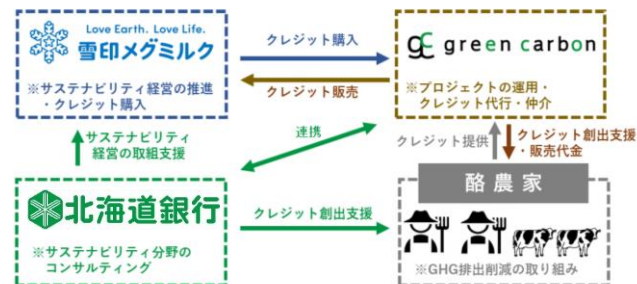 Love Earth. Love Life.
雪印メグミルク
※サステナビリティ経営の推進
・クレジット購入
クレジット購入
クレジット販売
green carbon
※プロジェクトの運用・
クレジット代行・仲介
サステナビリティ
経営の取組支援
連携
クレジット提供
クレジット創出支援
・販売代金
北海道銀行
※サステナビリティ分野の
コンサルティング
クレジット創出支援
酪農家
※GHG排出削減の取り組み